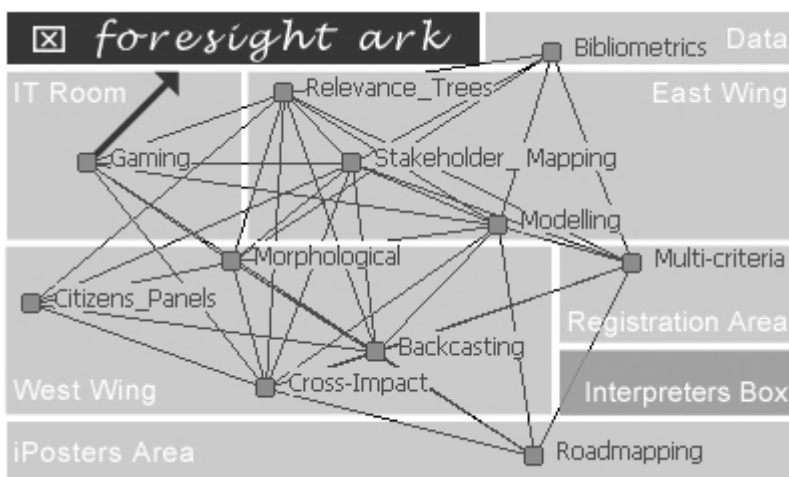 foresight ark
Bibliometrics
Data
IT Room
Relevance_Trees
East Wing
Gaming
Stakeholder_ Mapping
Modelling
Morphological
Multi-criteria
Citizens_Panels
Registration Area
Backcasting
West Wing
Cross-Impact
Interpreters Box
iPosters Area
Roadmapping